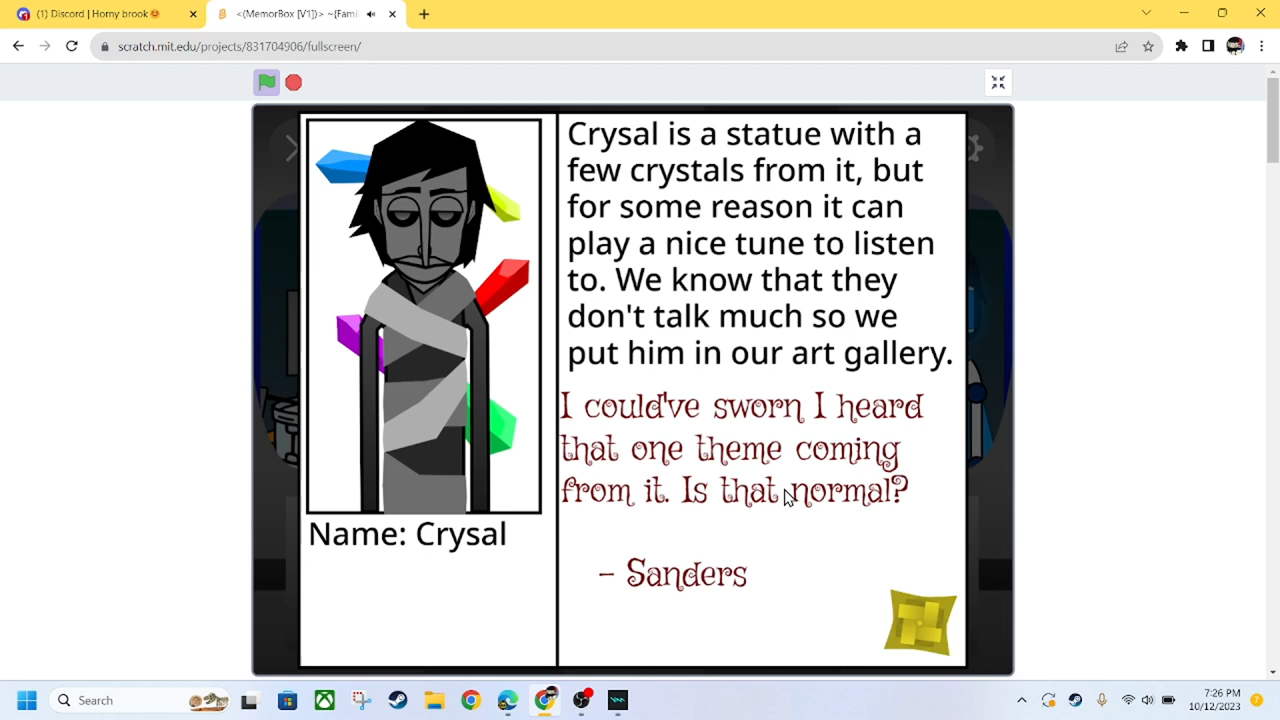 (1) Discord | Horny brook
<(MemorBox [V1])> ~{Fami
scratch.mit.edu/projects/831704906/fullscreen/
Crysal is a statue with a
few crystals from it, but
for some reason it can
play a nice tune to listen
to. We know that they
don't talk much so we
put him in our art gallery.
I could've sworn I heard
that one theme coming
from it. Is that normal?
- Sanders
Name: Crysal
Search
7:26 PM
10/12/2023
7